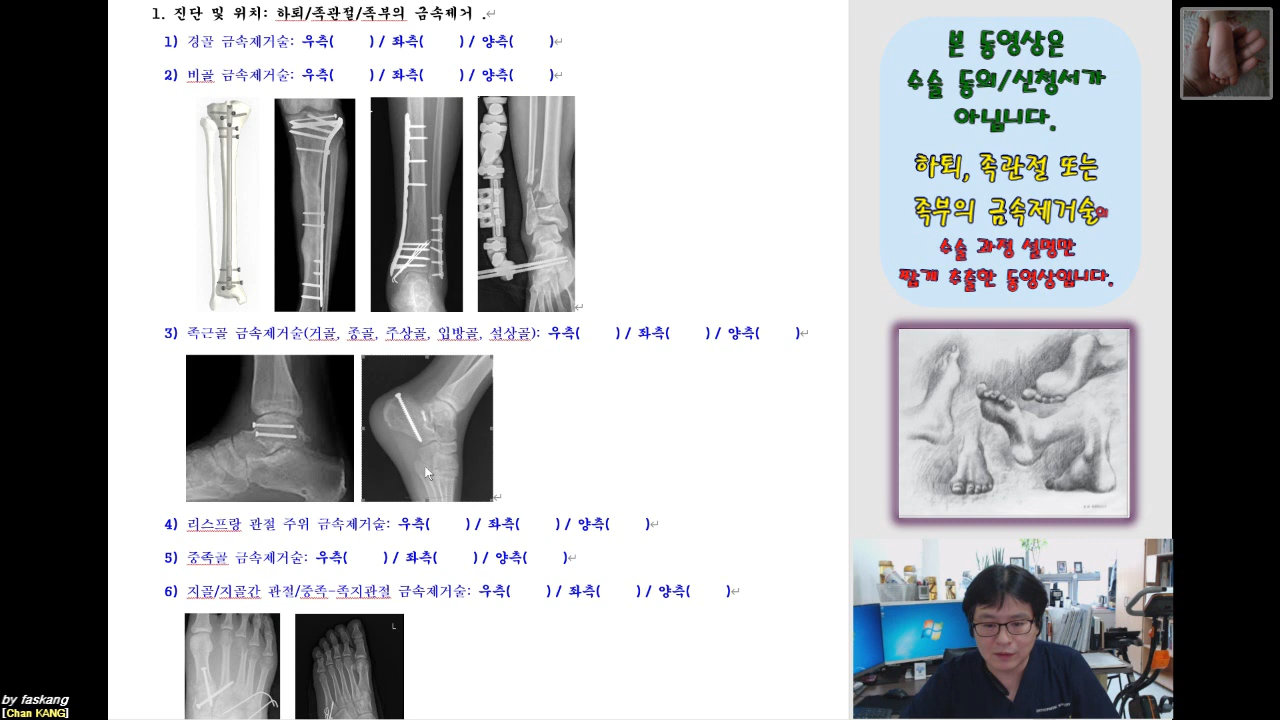 1. 진단 및 위치: 하퇴/족관절/족부의 금속제거 .
1) 경골 금속제거술: 우측( ) / 좌측( ) / 양측( )
2) 비골 금속제거술: 우측( ) / 좌측( ) / 양측( )
3) 족근골 금속제거술(거골, 종골, 주상골, 입방골, 설상골): 우측( ) / 좌측( ) / 양측( )
4) 리스프랑 관절 주위 금속제거술: 우측( ) / 좌측( ) / 양측( )
5) 중족골 금속제거술: 우측( ) / 좌측( ) / 양측( )
6) 지골/지골간 관절/중족-족지관절 금속제거술: 우측( ) / 좌측( ) / 양측( )
L
본 동영상은
수술 동의/신청서가
아닙니다.
하퇴, 족관절 또는
족부의 금속제거술의
수술 과정 설명만
짧게 추출한 동영상입니다.
by faskang
[Chan KANG]